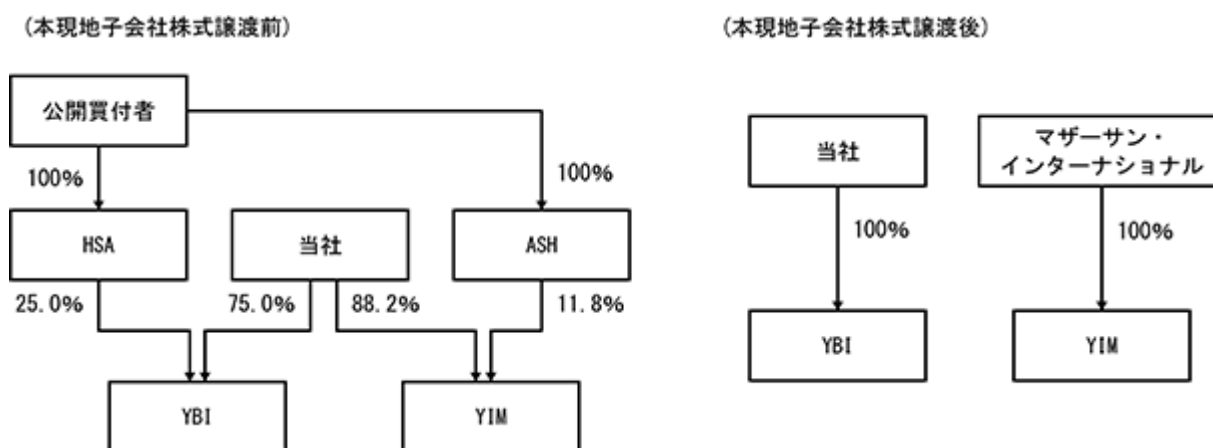 (本現地子会社株式譲渡前)
公開買付者
100%
100%
HSA
当社
ASH
25.0%
75.0%
88.2%
11.8%
YBI
YIM
(本現地子会社株式譲渡後)
当社
マザーサン・
インターナショナル
100%
100%
YBI
YIM